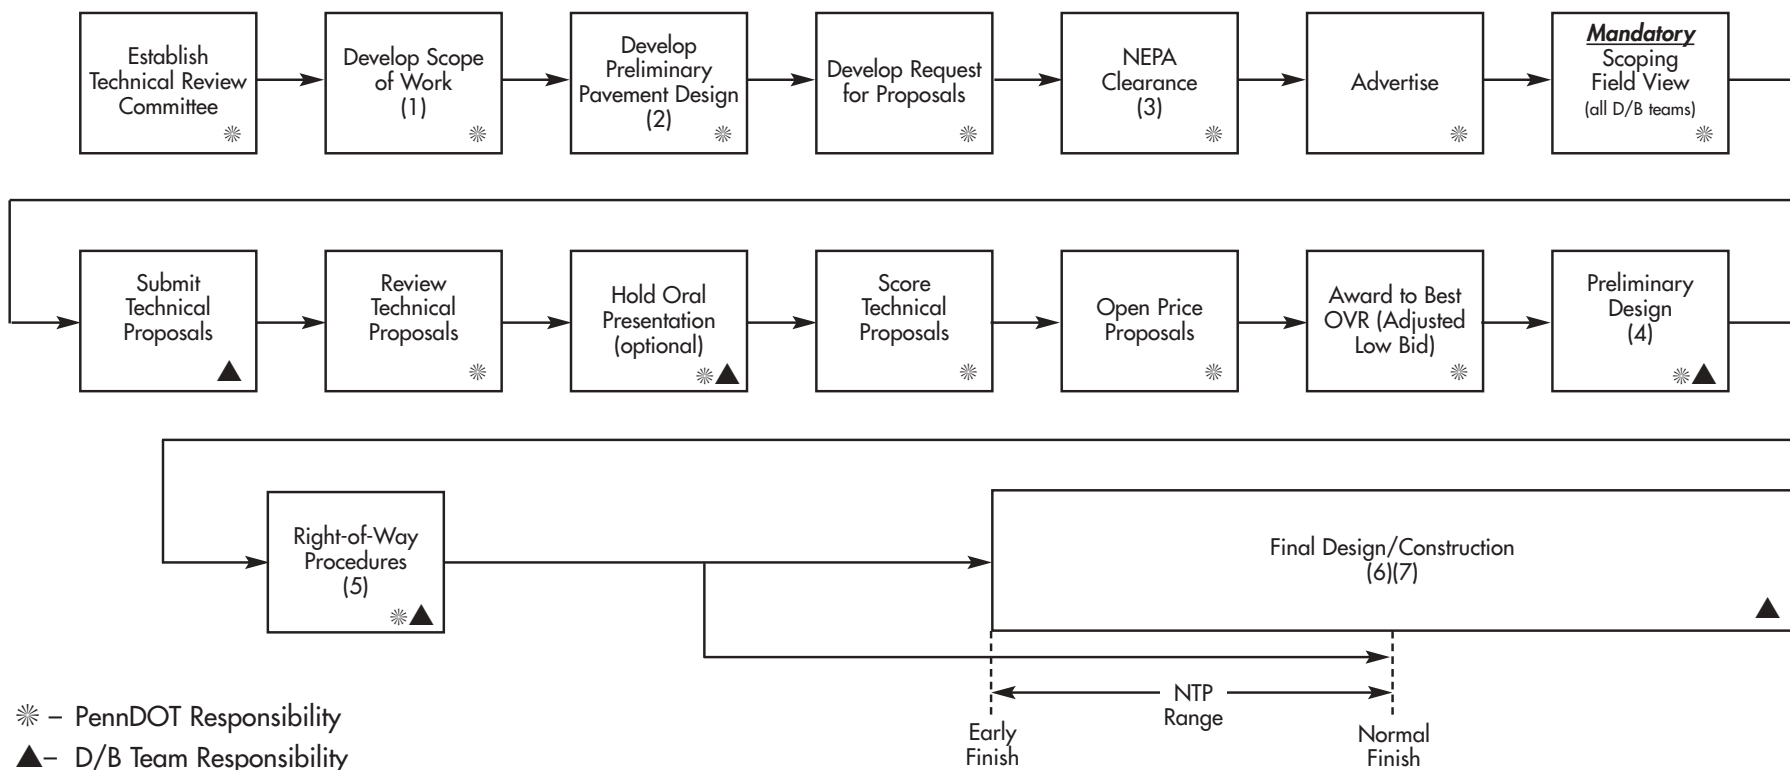 Establish
Technical Review
Committee
Develop Scope
of Work
(1)
Develop
Preliminary
Pavement Design
(2)
Develop Request
for Proposals
NEPA
Clearance
(3)
Advertise
Mandatory
Scoping
Field View
(all D/B teams)
Submit
Technical
Proposals
Review
Technical
Proposals
Hold Oral
Presentation
(optional)
Score
Technical
Proposals
Open Price
Proposals
Award to Best
OVR (Adjusted
Low Bid)
Preliminary
Design
(4)
Right-of-Way
Procedures
(5)
Final Design/Construction
(6)(7)
NTP
Range
Early
Finish
Normal
Finish
– PennDOT Responsibility
– D/B Team Responsibility